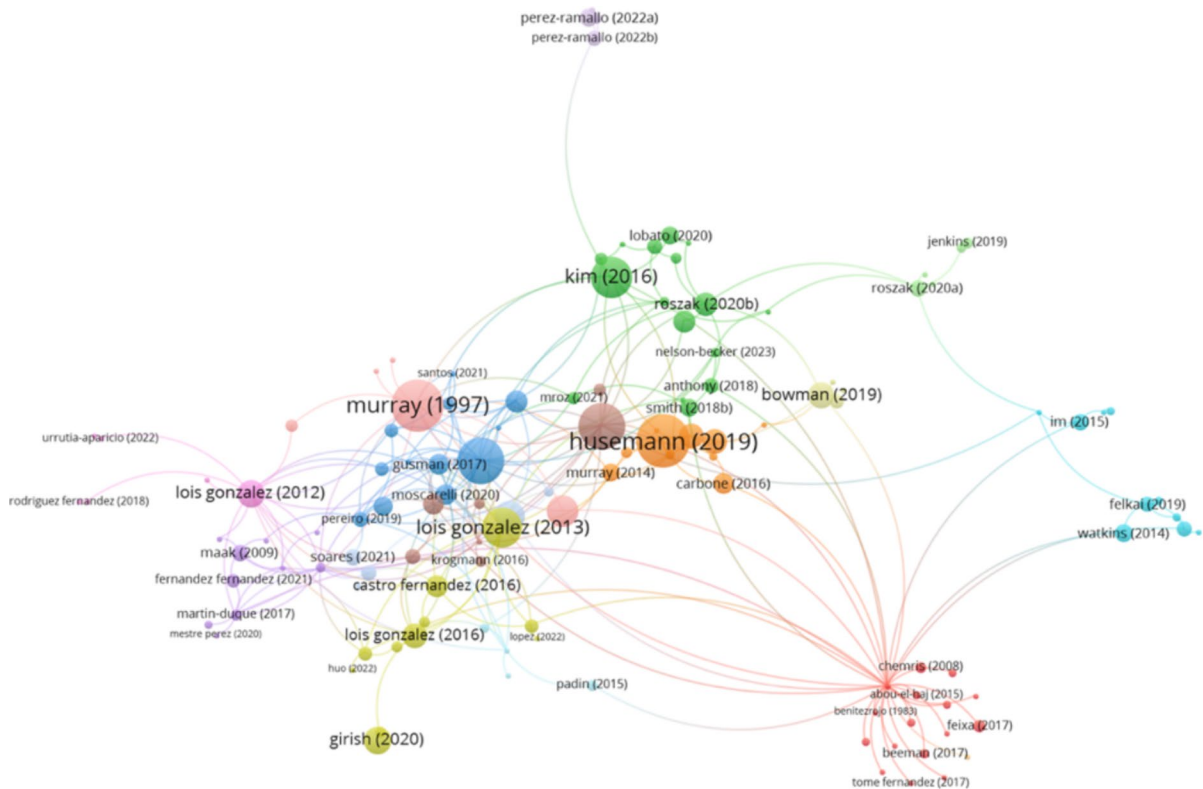 perez-ramallo (2022a)
perez-ramallo (2022b)
lobato (2020)
jenkins (2019)
kim (2016)
roszak (2020a)
roszak (2020b)
nelson-becker (2023)
santos (2021)
anthony (2018)
bowman (2019)
mroz (2021)
murray (1997)
smith (2018b)
im (2015)
urrutia-aparicio (2022)
husemann (2019)
gusman (2017)
murray (2014)
carbone (2016)
lois gonzalez (2012)
moscarelli (2020)
rodriguez fernandez (2018)
felkai (2019)
pereiro (2019)
lois gonzalez (2013)
watkins (2014)
maak (2009)
soares (2021)
krogmann (2016)
fernandez fernandez (2021)
castro fernandez (2016)
martin-duque (2017)
mestre perez (2020)
lois gonzalez (2016)
lopez (2022)
huo (2022)
chemris (2008)
padin (2015)
abou-el-haj (2015)
benitezrojo (1983)
feixa (2017)
girish (2020)
beeman (2017)
tome fernandez (2017)